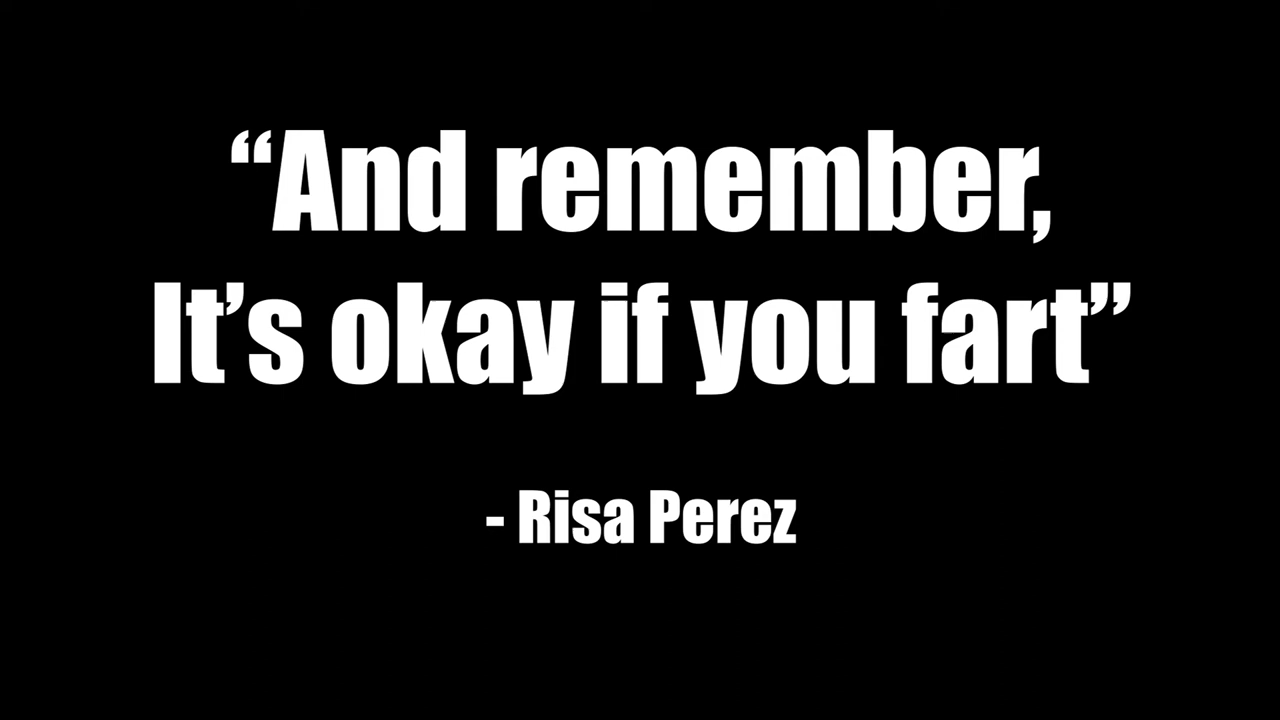 “And remember,
It’s okay if you fart”
- Risa Perez